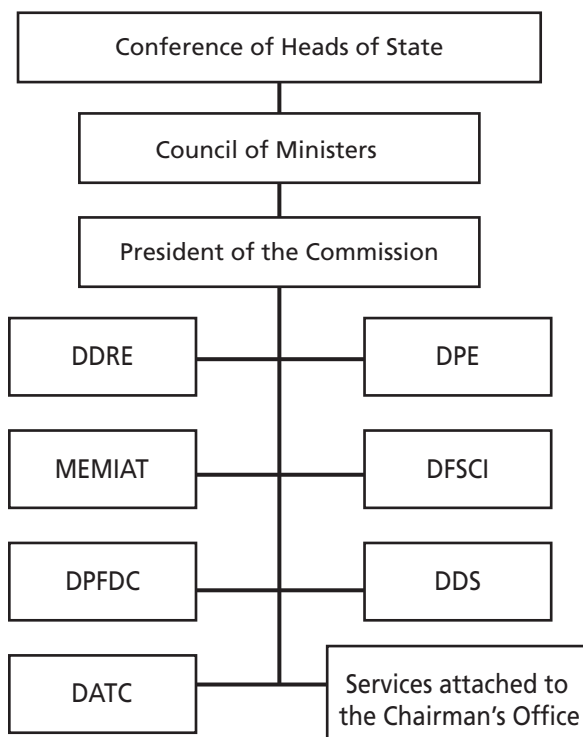 Conference of Heads of State
Council of Ministers
President of the Commission
DDRE
DPE
MEMIAT
DFSCI
DPFDC
DDS
DATC
Services attached to
the Chairman's Office